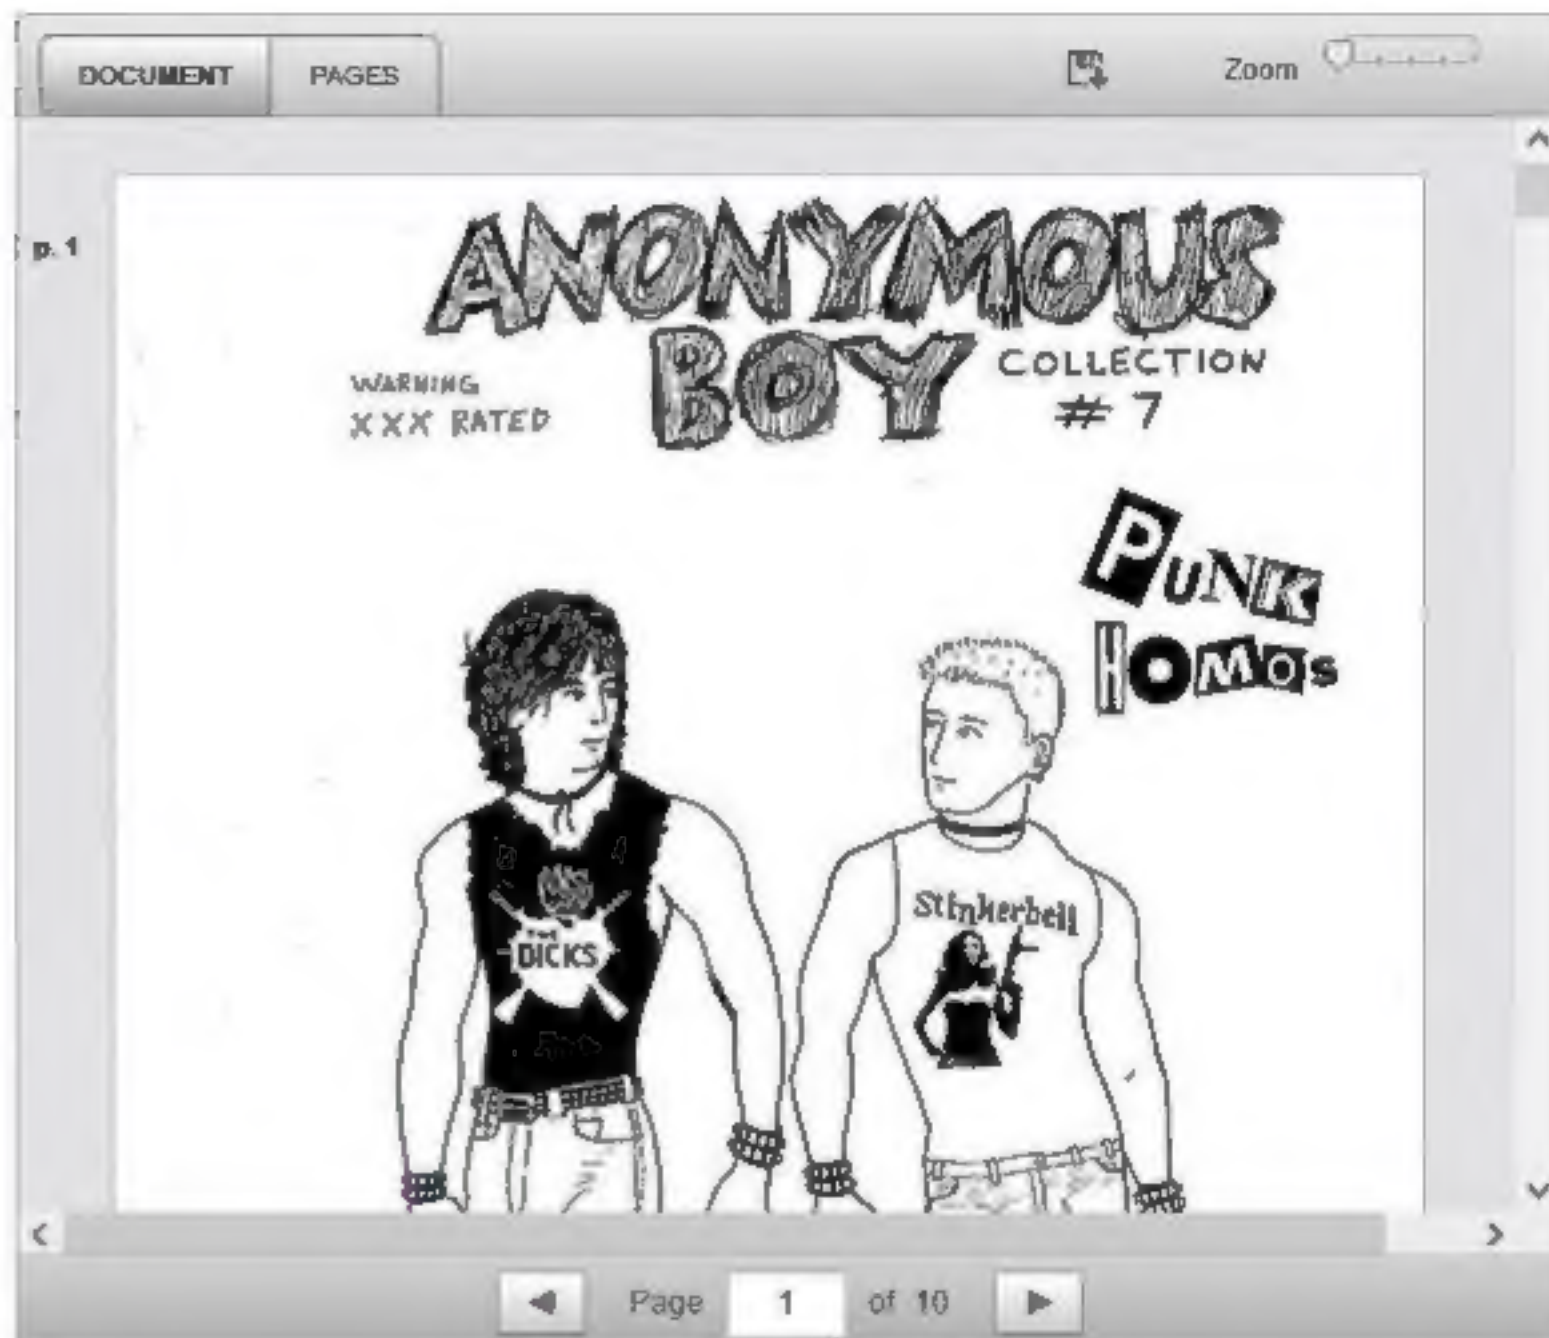 DOCUMENT PAGES Zoom
p. 1
ANONYMOUS
BOY
COLLECTION
# 7
WARNING
XXX RATED
PUNK
HOMOS
THE
DICKS
Stinkerbell
Page 1 of 10